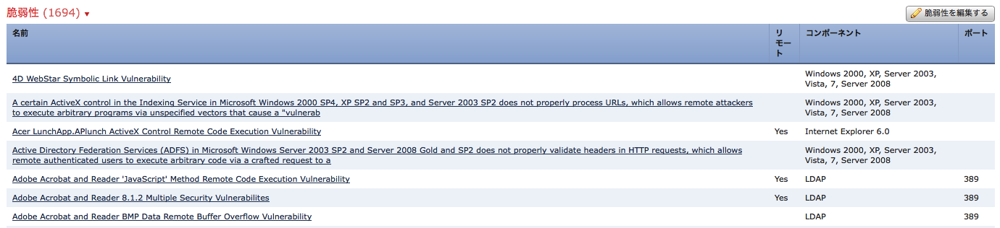 脆弱性 (1694)
脆弱性を編集する
名前
リ
モー
ト
コンポーネント
ポート
4D WebStar Symbolic Link Vulnerability
Windows 2000, XP, Server 2003,
Vista, 7, Server 2008
A certain ActiveX control in the Indexing Service in Microsoft Windows 2000 SP4, XP SP2 and SP3, and Server 2003 SP2 does not properly process URLs, which allows remote attackers
to execute arbitrary programs via unspecified vectors that cause a "vulnerab
Windows 2000, XP, Server 2003,
Vista, 7, Server 2008
Acer LunchApp.APlunch ActiveX Control Remote Code Execution Vulnerability
Yes
Internet Explorer 6.0
Active Directory Federation Services (ADFS) in Microsoft Windows Server 2003 SP2 and Server 2008 Gold and SP2 does not properly validate headers in HTTP requests, which allows
remote authenticated users to execute arbitrary code via a crafted request to a
Windows 2000, XP, Server 2003,
Vista, 7, Server 2008
Adobe Acrobat and Reader 'JavaScript' Method Remote Code Execution Vulnerability
Yes
LDAP
389
Adobe Acrobat and Reader 8.1.2 Multiple Security Vulnerabilites
Yes
LDAP
389
Adobe Acrobat and Reader BMP Data Remote Buffer Overflow Vulnerability
LDAP
389